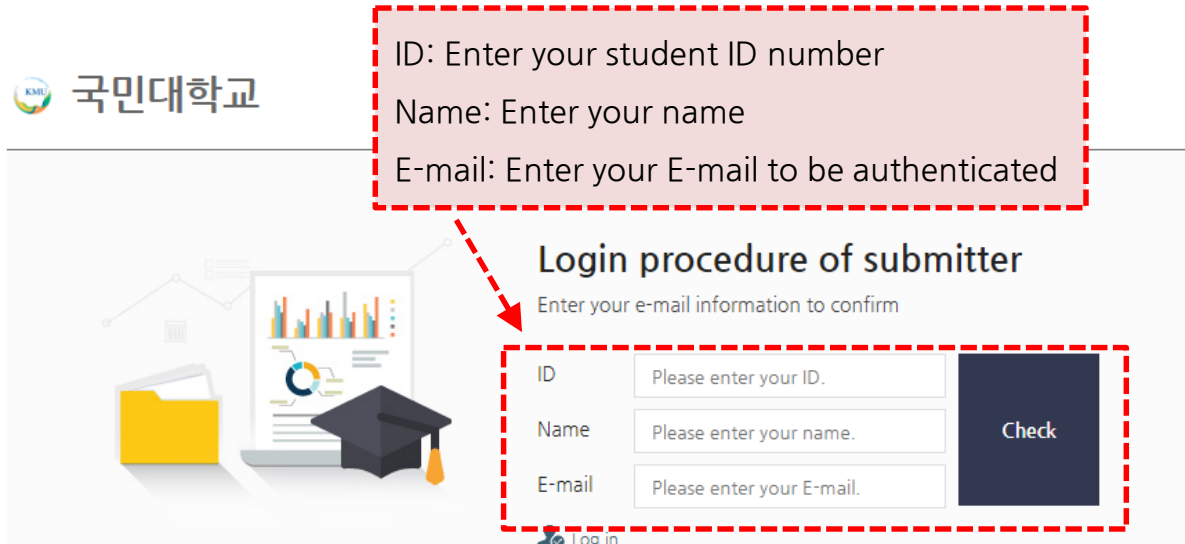 ID: Enter your student ID number
Name: Enter your name
E-mail: Enter your E-mail to be authenticated
KMU 국민대학교
Login procedure of submitter
Enter your e-mail information to confirm
ID Please enter your ID.
Name Please enter your name.
Check
E-mail Please enter your E-mail.
Log in